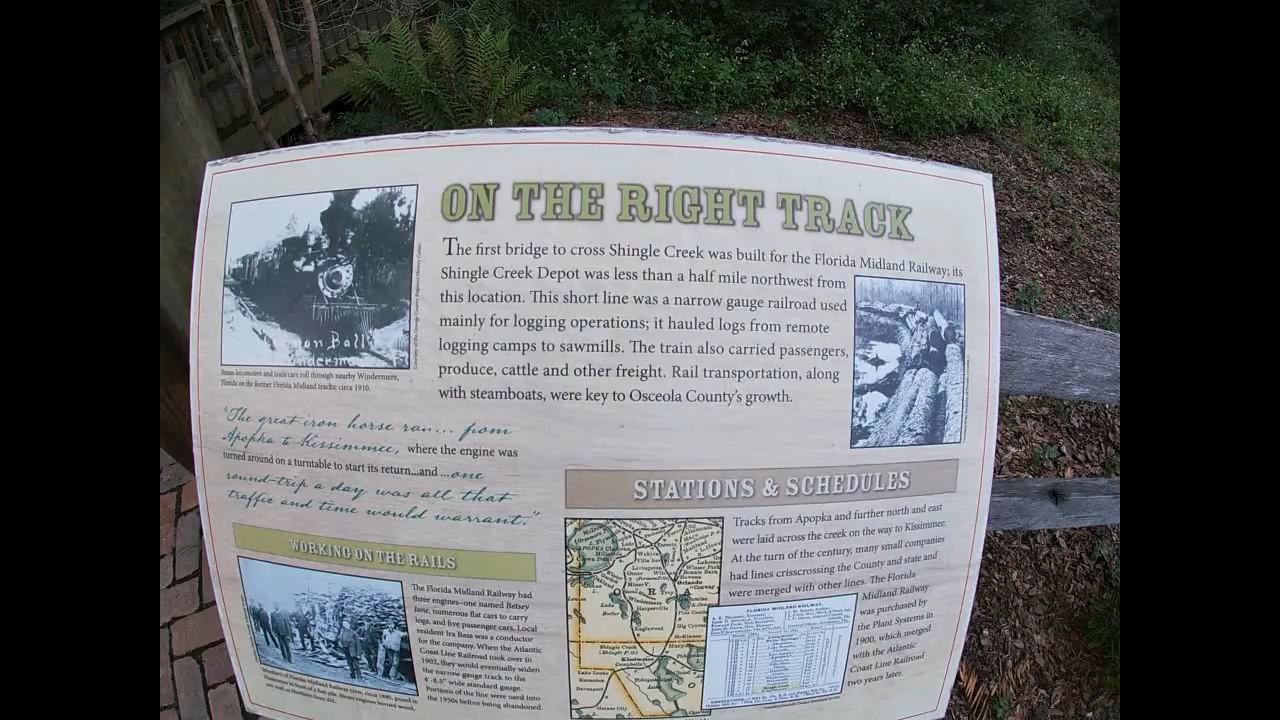 ON THE RIGHT TRACK
The first bridge to cross Shingle Creek was built for the Florida Midland Railway; its
Shingle Creek Depot was less than a half mile northwest from
this location. This short line was a narrow gauge railroad used
mainly for logging operations; it hauled logs from remote
logging camps to sawmills. The train also carried passengers,
produce, cattle and other freight. Rail transportation, along
with steamboats, were key to Osceola County's growth.
Steam locomotive and train cars roll through nearby Windermere,
Florida on the former Florida Midland tracks; circa 1910.
"The great iron horse ran... from
Apopka to Kissimmee, where the engine was
turned around on a turntable to start its return...and ...one
round-trip a day was all that
traffic and time would warrant."
WORKING ON THE RAILS
The Florida Midland Railway had
three engines–one named Betsey
Jane, numerous flat cars to carry
logs, and five passenger cars. Local
resident Ira Bass was a conductor
for the company. When the Atlantic
Coast Line Railroad took over in
1902, they would eventually widen
the narrow gauge track to the
4'-8.5" wide standard gauge.
Portions of the line were used into
the 1950s before being abandoned.
STATIONS & SCHEDULES
Tracks from Apopka and further north and east
were laid across the creek on the way to Kissimmee.
At the turn of the century, many small companies
had lines crisscrossing the County and state and
were merged with other lines. The Florida
Midland Railway
was purchased by
the Plant Systems in
1900, which merged
with the Atlantic
Coast Line Railroad
two years later.
FLORIDA MIDLAND RAILWAY.